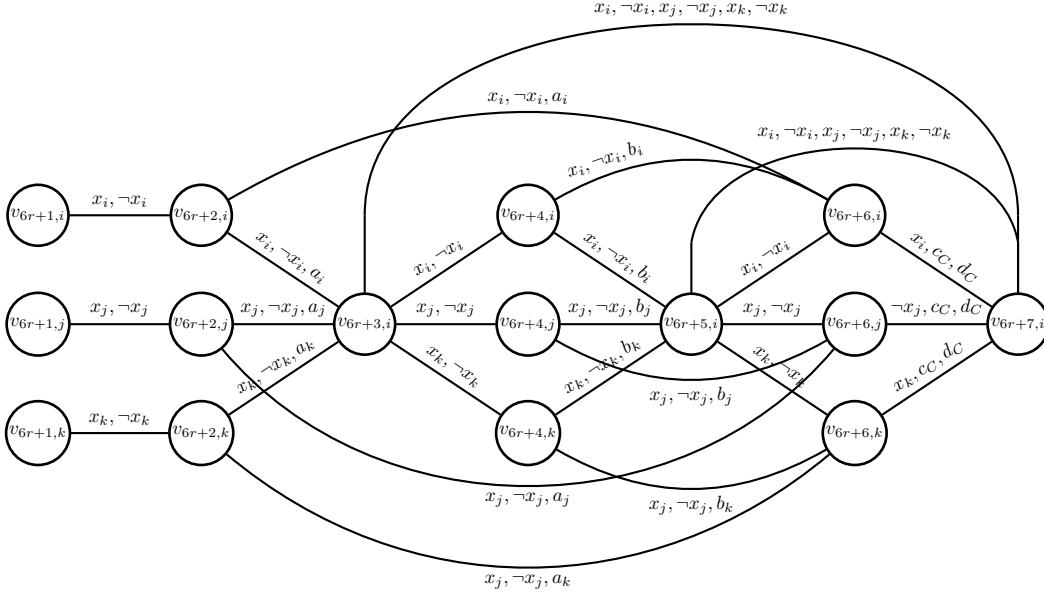 x_i, ¬x_i, x_j, ¬x_j, x_k, ¬x_k
x_i, ¬x_i, a_i
x_i, ¬x_i, x_j, ¬x_j, x_k, ¬x_k
x_i, ¬x_i, b_i
v_{6r+1,i}
x_i, ¬x_i
v_{6r+2,i}
v_{6r+4,i}
v_{6r+6,i}
x_i, ¬x_i, a_i
x_i, ¬x_i
x_i, ¬x_i, b_i
x_i, ¬x_i
x_i, c_C, d_C
v_{6r+1,j}
x_j, ¬x_j
v_{6r+2,j}
x_j, ¬x_j, a_j
v_{6r+3,i}
x_j, ¬x_j
v_{6r+4,j}
x_j, ¬x_j, b_j
v_{6r+5,i}
x_j, ¬x_j
v_{6r+6,j}
¬x_j, c_C, d_C
v_{6r+7,i}
x_k, ¬x_k, a_k
x_k, ¬x_k
x_k, ¬x_k, b_k
x_k, ¬x_k
x_k, c_C, d_C
x_j, ¬x_j, b_j
v_{6r+1,k}
x_k, ¬x_k
v_{6r+2,k}
v_{6r+4,k}
v_{6r+6,k}
x_j, ¬x_j, a_j
x_j, ¬x_j, b_k
x_j, ¬x_j, a_k